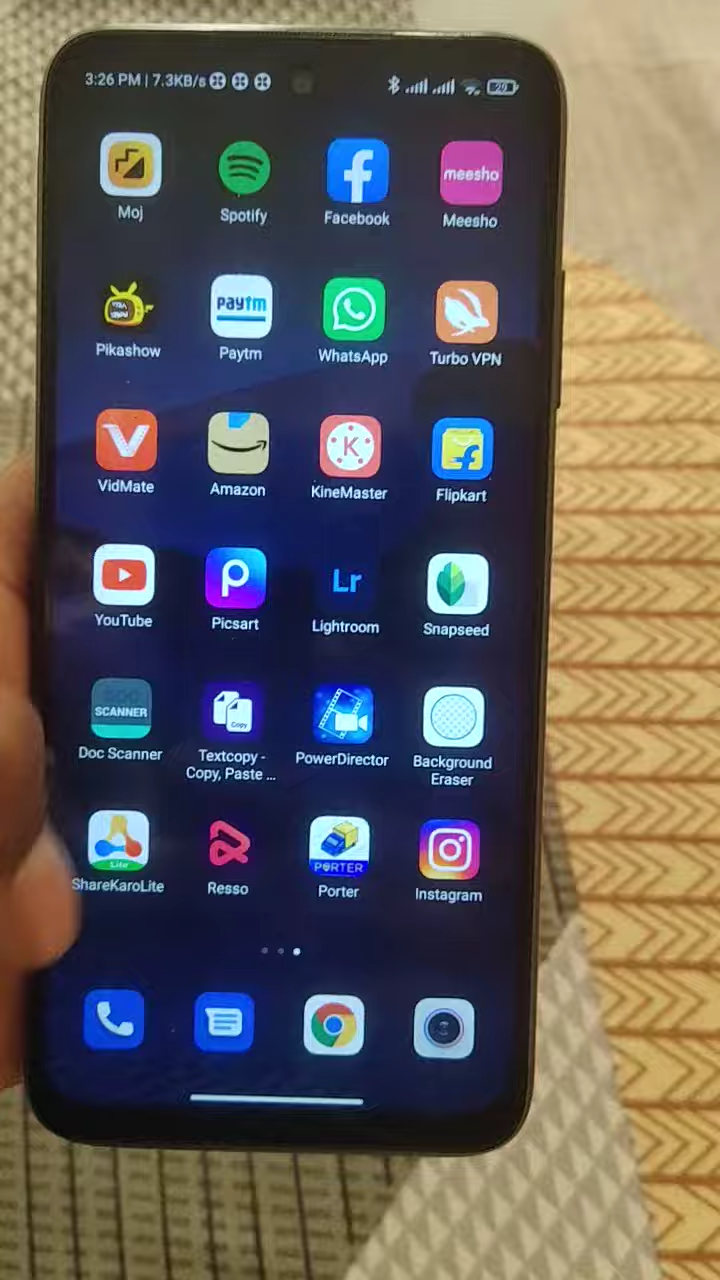 3:26 PM | 7.3KB/s
29
meesho
Moj
Spotify
Facebook
Meesho
paytm
Pikashow
Paytm
WhatsApp
Turbo VPN
VidMate
Amazon
KineMaster
Flipkart
Lr
YouTube
Picsart
Lightroom
Snapseed
SCANNER
Copy
Doc Scanner
Textcopy -
Copy, Paste ...
PowerDirector
Background
Eraser
Lite
PORTER
ShareKaroLite
Resso
Porter
Instagram